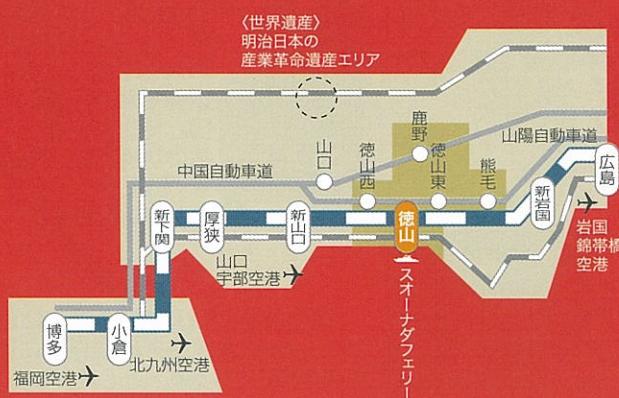 〈世界遺産〉
明治日本の
産業革命遺産エリア
鹿野
山陽自動車道
山口
徳山西
徳山東
熊毛
広島
中国自動車道
新岩国
新下関
厚狭
新山口
徳山
岩国
錦帯橋
空港
山口
宇部空港
スオーナダフェリー
博多
小倉
北九州空港
福岡空港